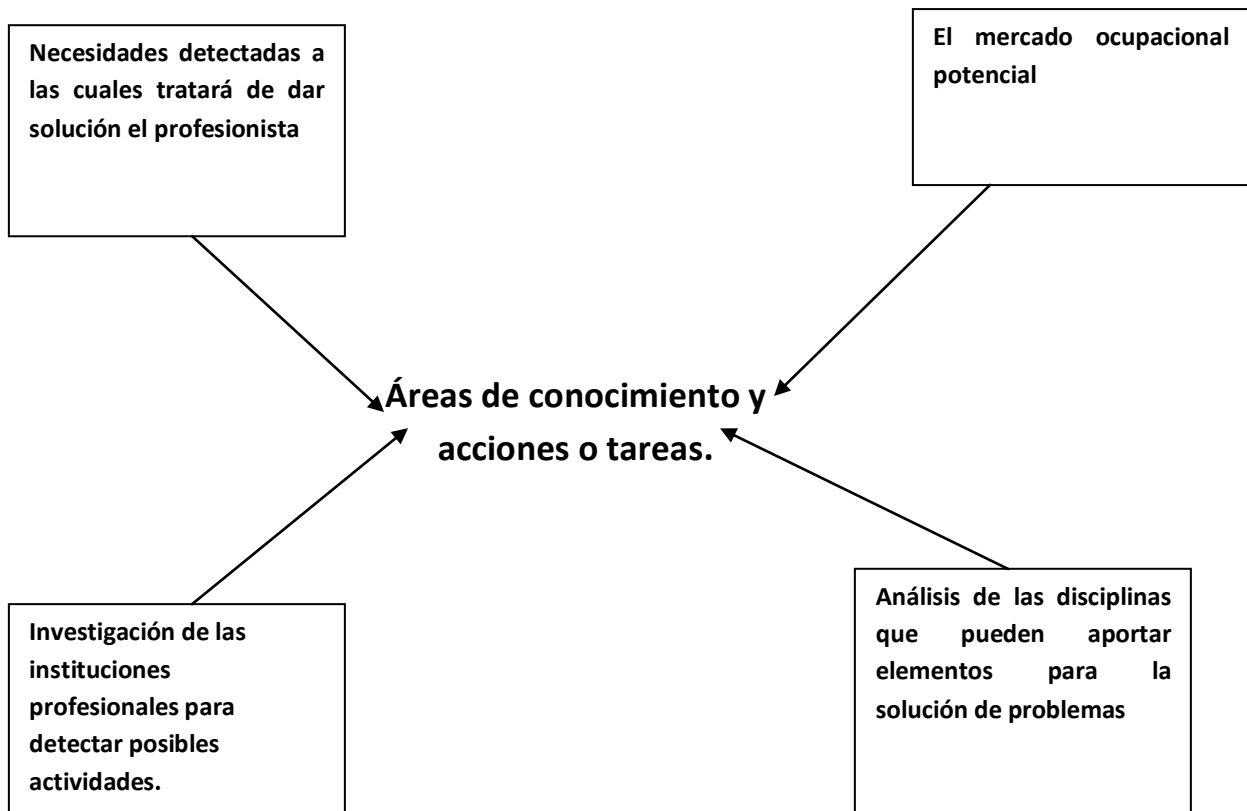 Necesidades detectadas a
las cuales tratará de dar
solución el profesionista
El mercado ocupacional
potencial
Áreas de conocimiento y
acciones o tareas.
Investigación de las
instituciones
profesionales para
detectar posibles
actividades.
Análisis de las disciplinas
que pueden aportar
elementos para la
solución de problemas